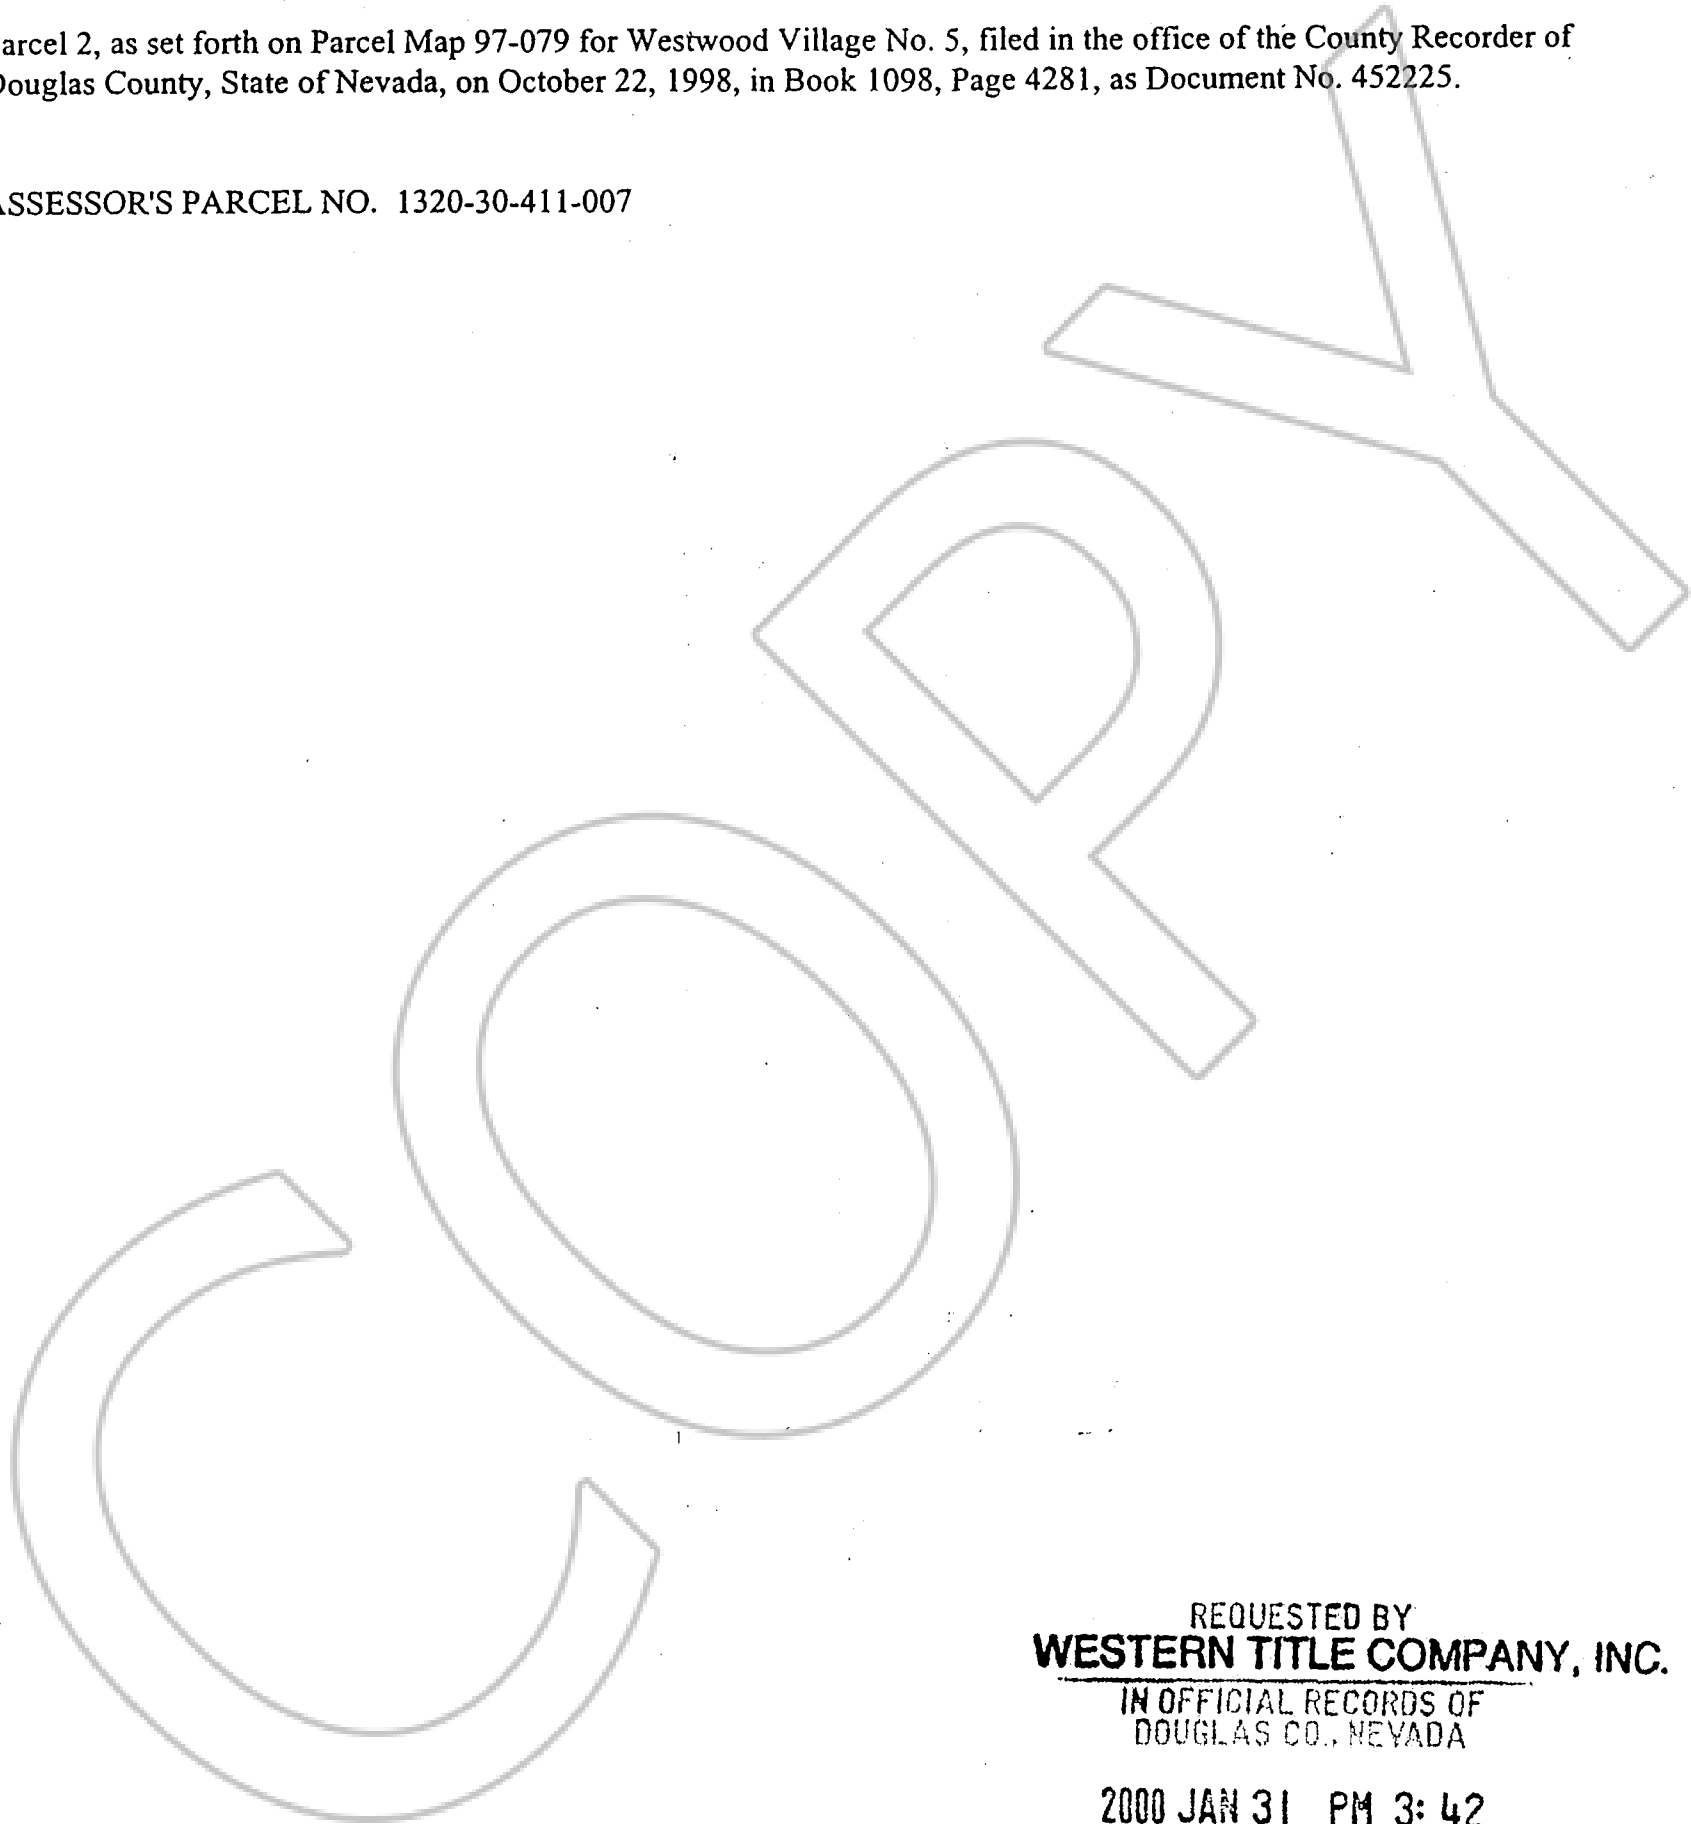 arcel 2, as set forth on Parcel Map 97-079 for Westwood Village No. 5, filed in the office of the County Recorder of
Douglas County, State of Nevada, on October 22, 1998, in Book 1098, Page 4281, as Document No. 452225.
ASSESSOR'S PARCEL NO. 1320-30-411-007
COPY
REQUESTED BY
WESTERN TITLE COMPANY, INC.
IN OFFICIAL RECORDS OF
DOUGLAS CO., NEVADA
2000 JAN 31 PM 3: 42